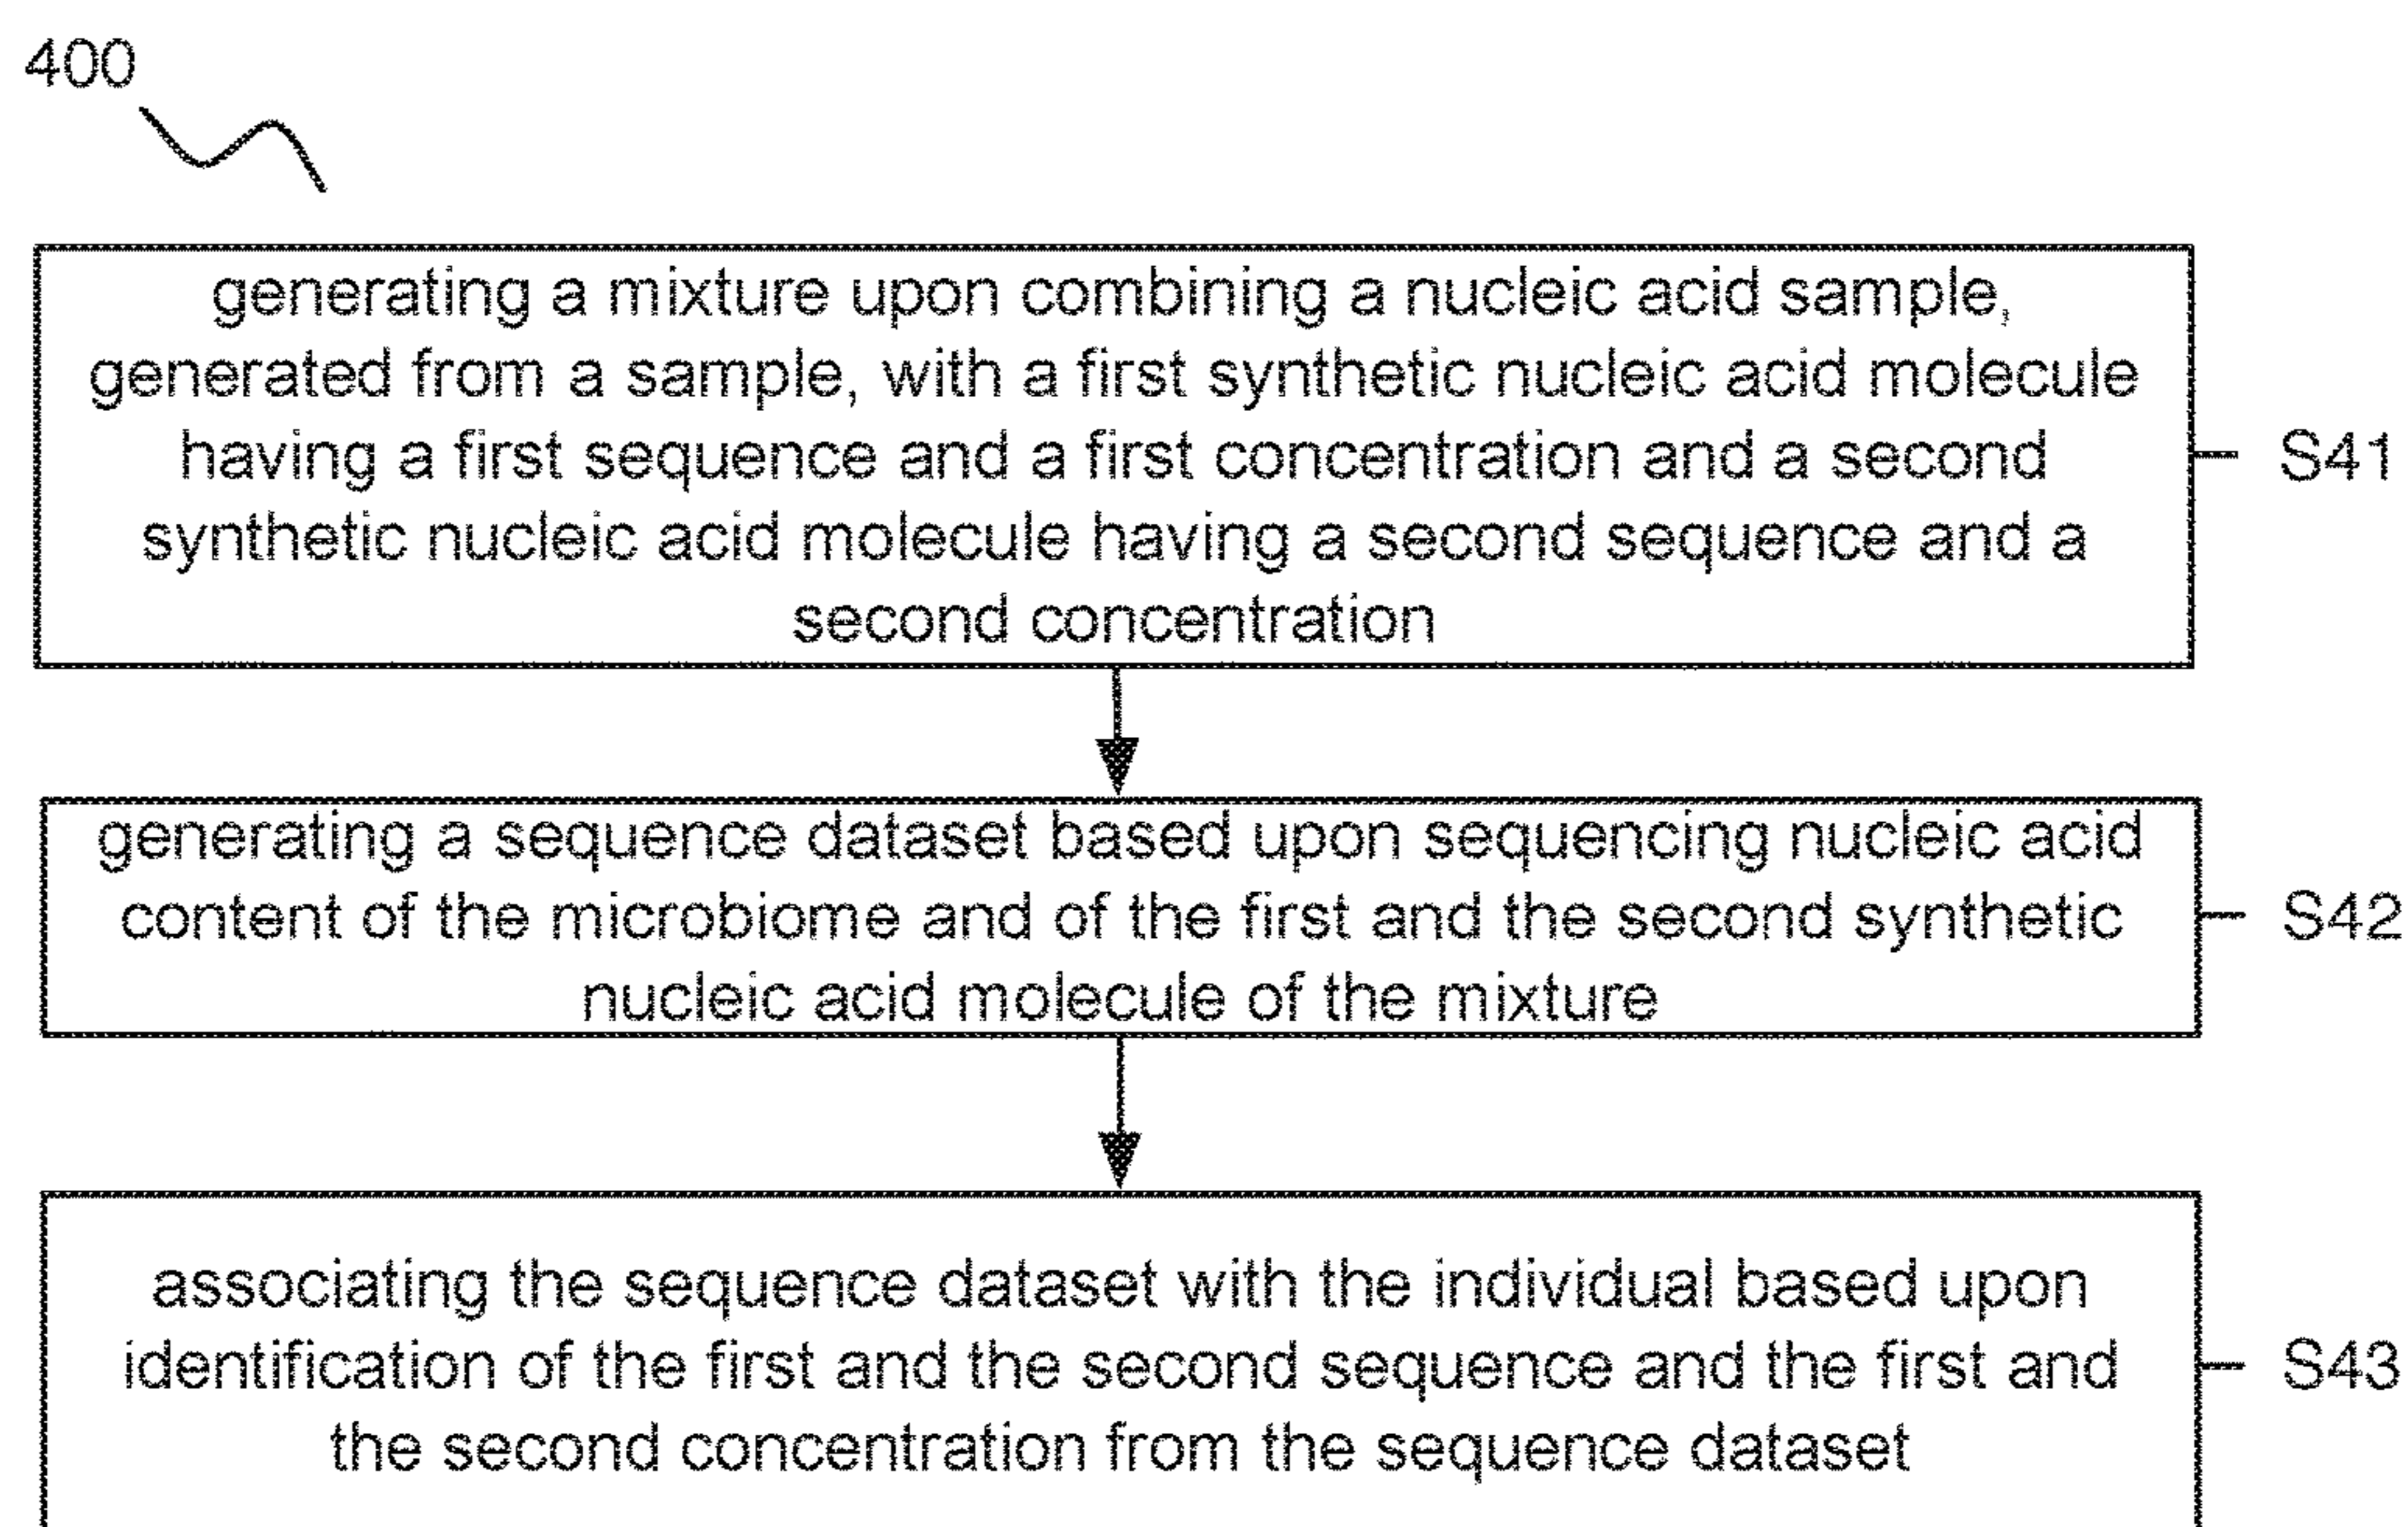 400
generating a mixture upon combining a nucleic acid sample,
generated from a sample, with a first synthetic nucleic acid molecule
having a first sequence and a first concentration and a second
synthetic nucleic acid molecule having a second sequence and a
second concentration
S41
generating a sequence dataset based upon sequencing nucleic acid
content of the microbiome and of the first and the second synthetic
nucleic acid molecule of the mixture
S42
associating the sequence dataset with the individual based upon
identification of the first and the second sequence and the first and
the second concentration from the sequence dataset
S43